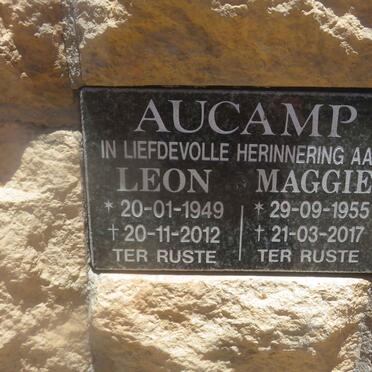 AUCAMP
IN LIEFDEVOLLE HERINNERING AA
LEON MAGGIE
* 20-01-1949 * 29-09-1955
† 20-11-2012 † 21-03-2017
TER RUSTE TER RUSTE